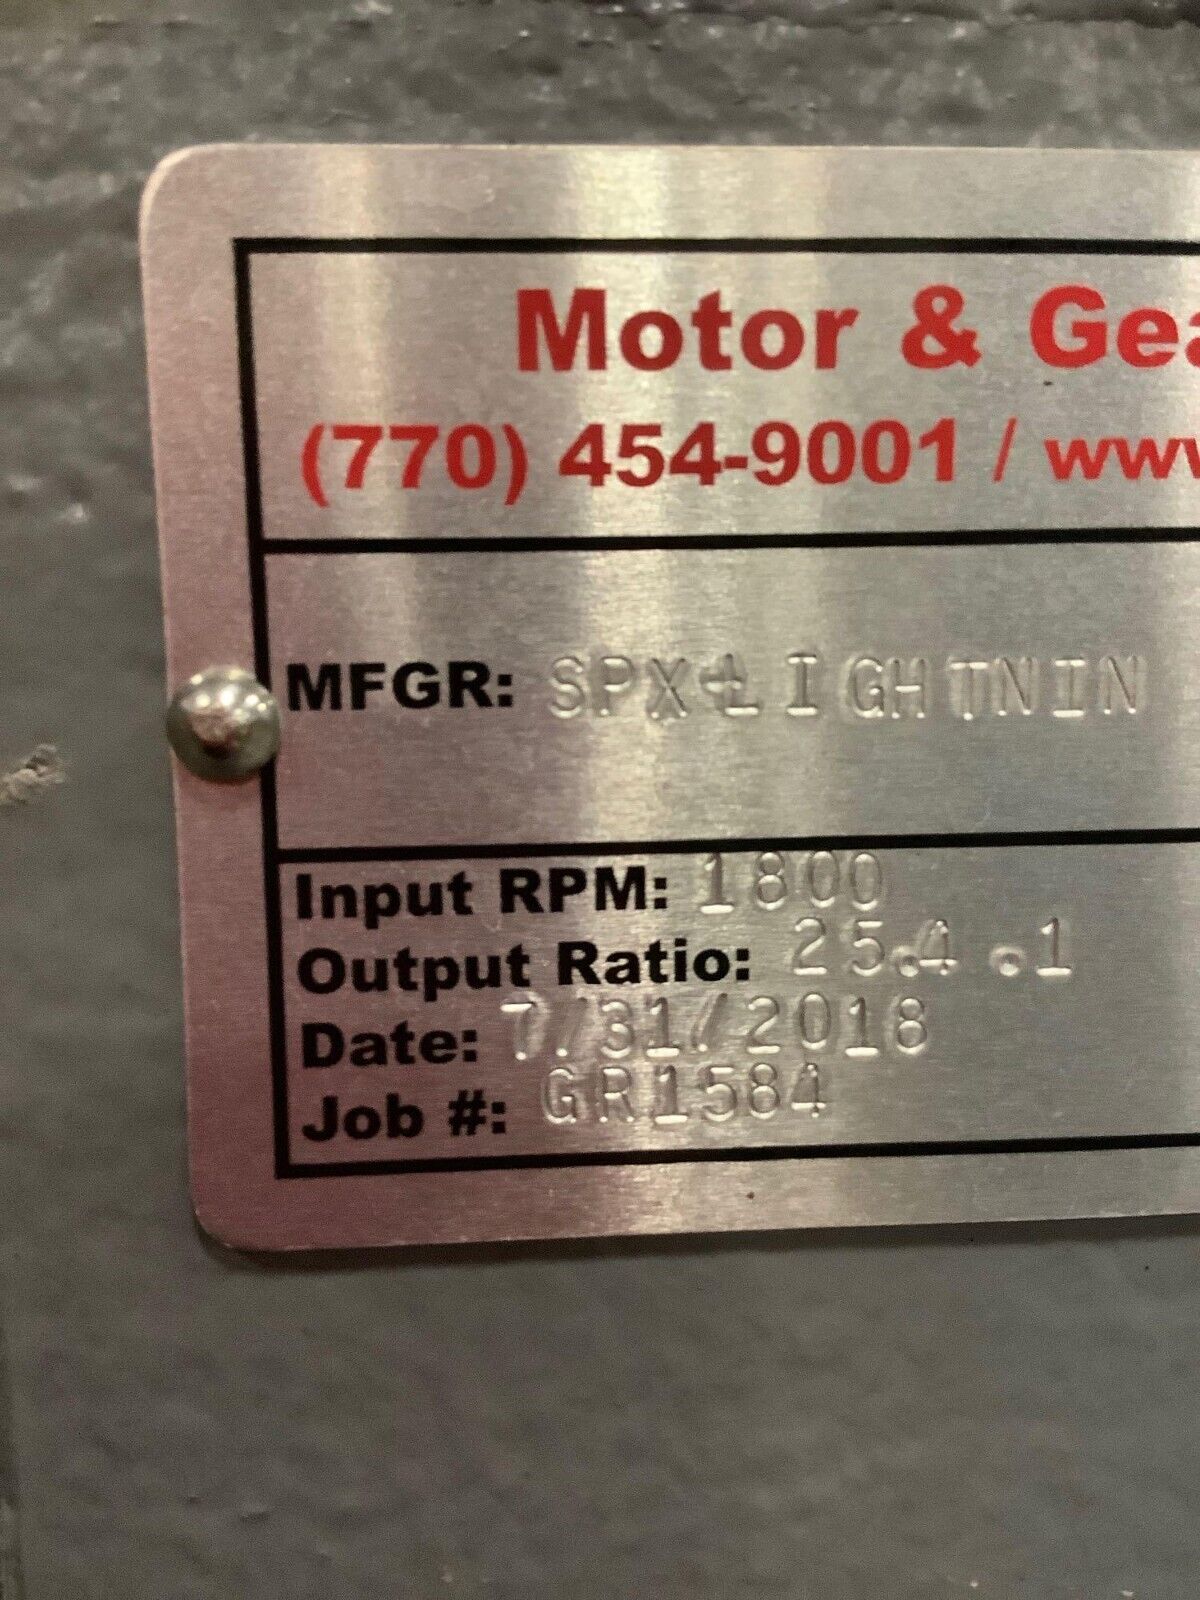 Motor & Gea
(770) 454-9001 / www
MFGR: SPX LIGHTNIN
Input RPM: 1800
Output Ratio: 25.4 .1
Date: 7/31/2018
Job #: GR1584